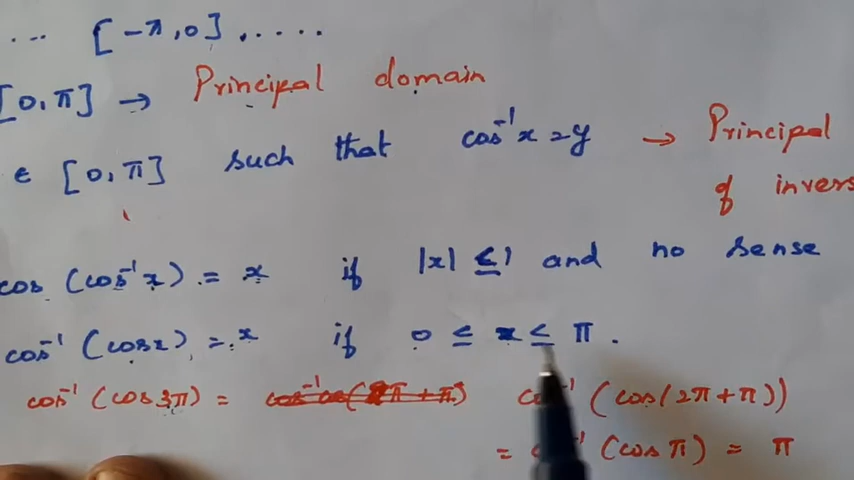 ... [-π, 0], .....
[0, π] → Principal domain
∈ [0, π] such that cos⁻¹x = y → Principal
of invers
cos (cos⁻¹x) = x if |x| ≤ 1 and no sense
cos⁻¹ (cos x) = x if 0 ≤ x ≤ π.
cos⁻¹ (cos 3π) = cos⁻¹ (cos(2π+π))
= cos⁻¹ (cos π) = π